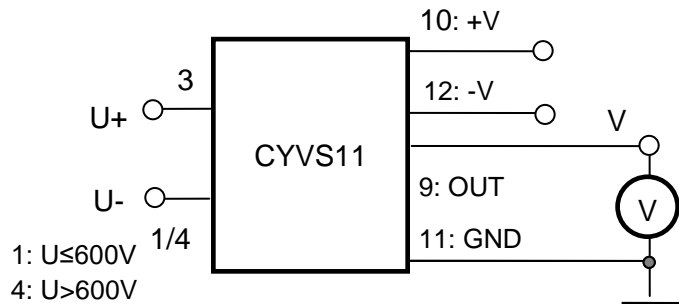 10: +V
3
12: -V
U+
V
CYVS11
9: OUT
U-
V
1/4
11: GND
1: U≤600V
4: U>600V